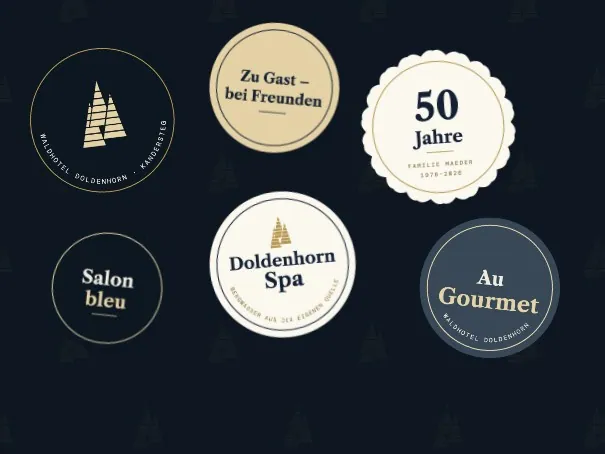 WALDHOTEL DOLDENHORN · KANDERSTEG
Zu Gast –
bei Freunden
50
Jahre
FAMILIE MAEDER
1976-2026
Salon
bleu
Doldenhorn
Spa
BERGWASSER AUS DER EIGENEN QUELLE
Au
Gourmet
WALDHOTEL DOLDENHORN